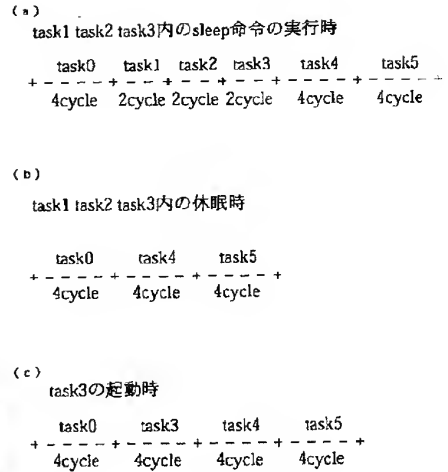 (a)
task1 task2 task3内のsleep命令の実行時
task0 task1 task2 task3 task4 task5
+ - - - - + - - + - - + - - + - - - - + - - - - +
4cycle 2cycle 2cycle 2cycle 4cycle 4cycle
(b)
task1 task2 task3内の休眠時
task0 task4 task5
+ - - - - + - - - - + - - - - +
4cycle 4cycle 4cycle
(c)
task3の起動時
task0 task3 task4 task5
+ - - - - + - - - - + - - - - + - - - - +
4cycle 4cycle 4cycle 4cycle